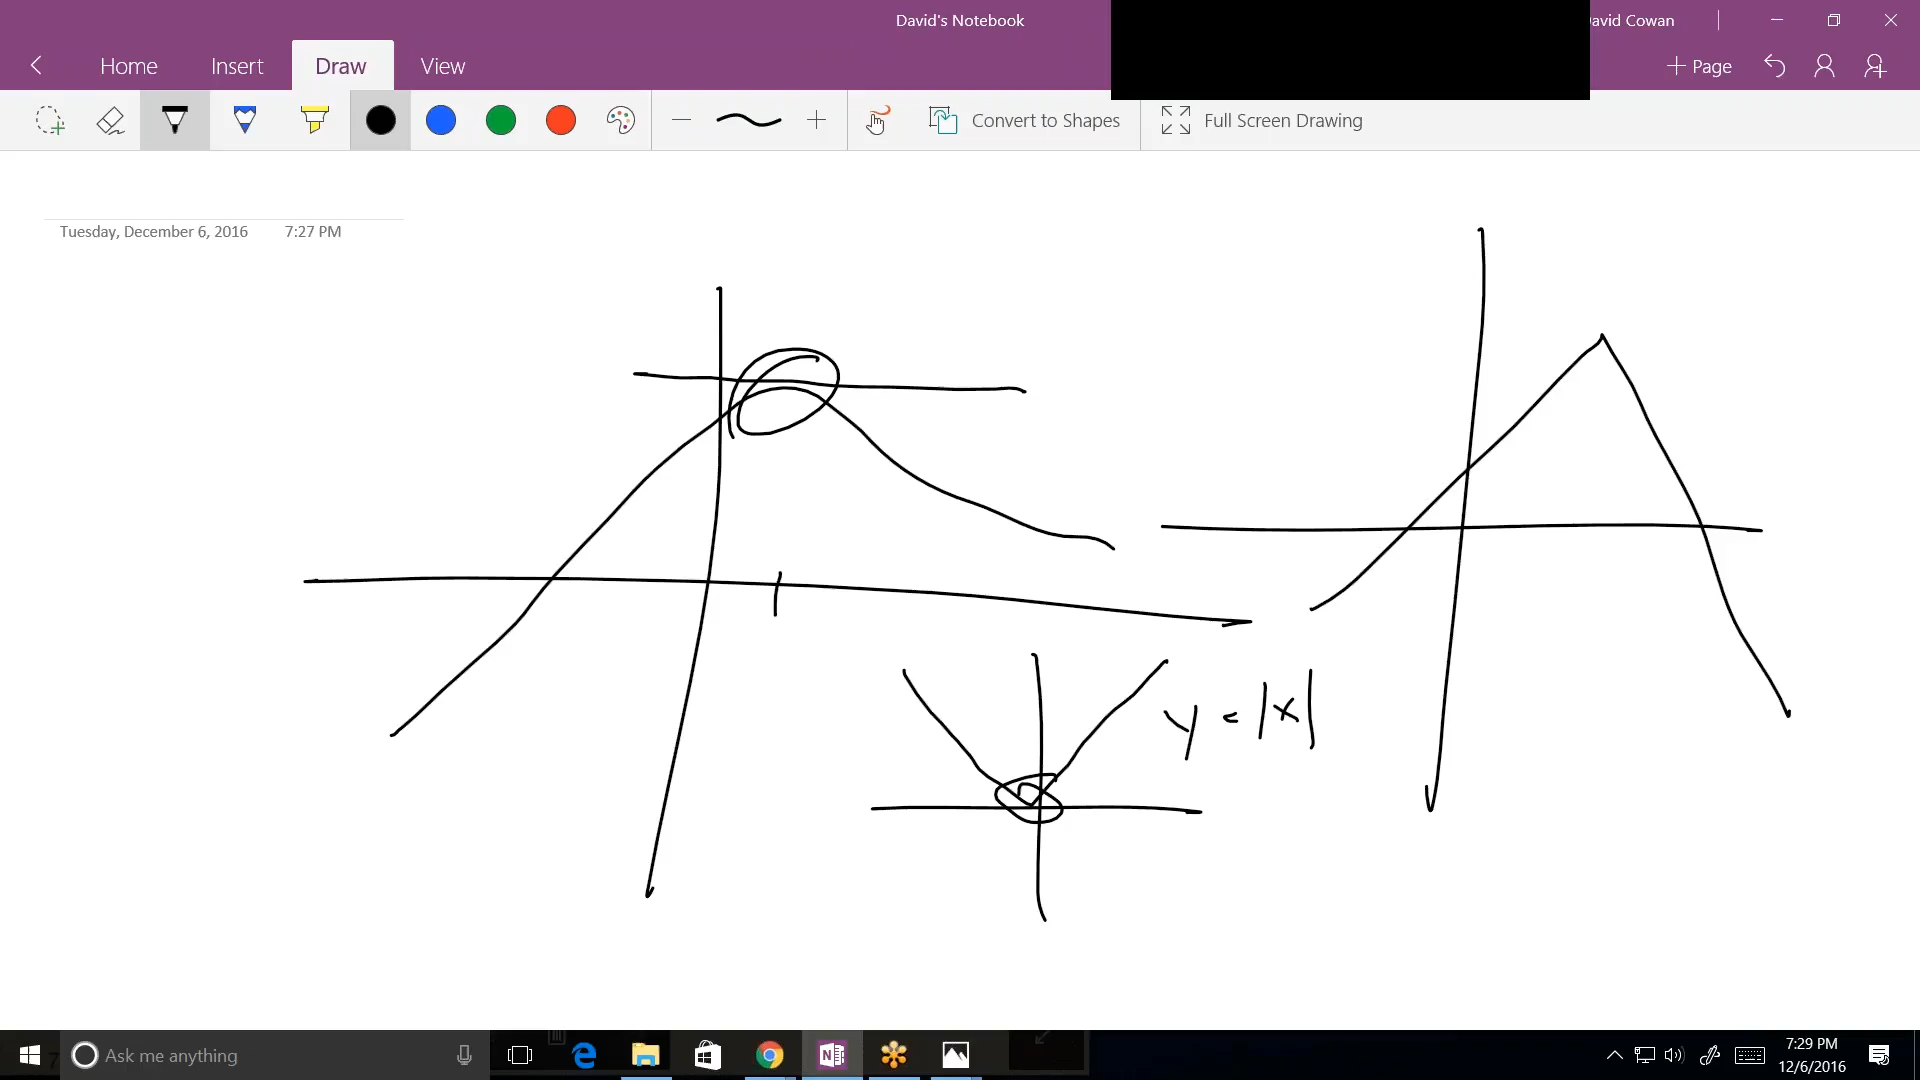 David's Notebook
avid Cowan
Home Insert Draw View
Page
Convert to Shapes
Full Screen Drawing
Tuesday, December 6, 2016 7:27 PM
y = |x|
Ask me anything
7:29 PM
12/6/2016